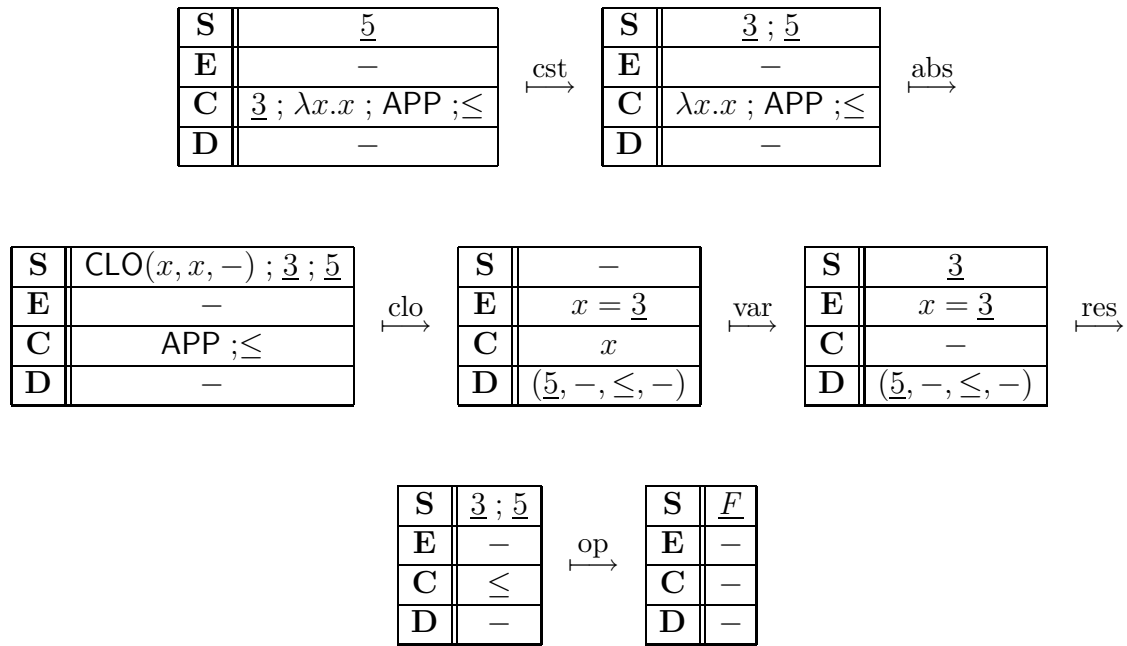 S 5 S 3 ; 5
E − cst E − abs
C 3 ; λx.x ; APP ;≤ ⟼ C λx.x ; APP ;≤ ⟼
D − D −
S CLO(x, x, −) ; 3 ; 5 S − S 3
E − clo E x = 3 var E x = 3 res
C APP ;≤ ⟼ C x ⟼ C − ⟼
D − D (5, −, ≤, −) D (5, −, ≤, −)
S 3 ; 5 S F
E − op E −
C ≤ ⟼ C −
D − D −